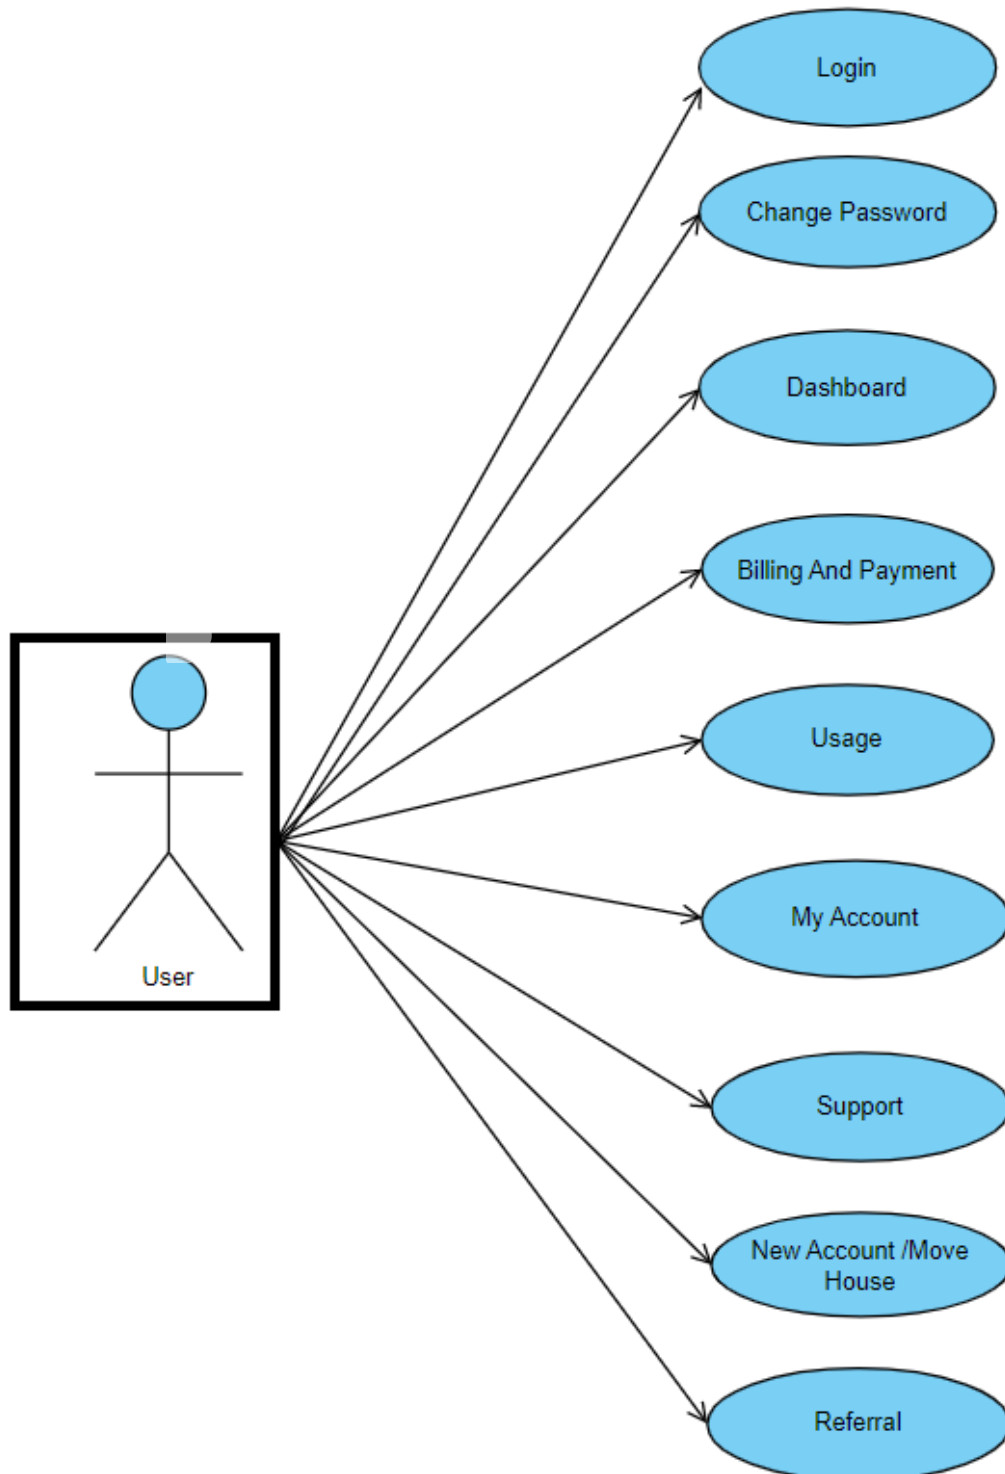 Login
Change Password
Dashboard
Billing And Payment
Usage
My Account
User
Support
New Account /Move
House
Referral